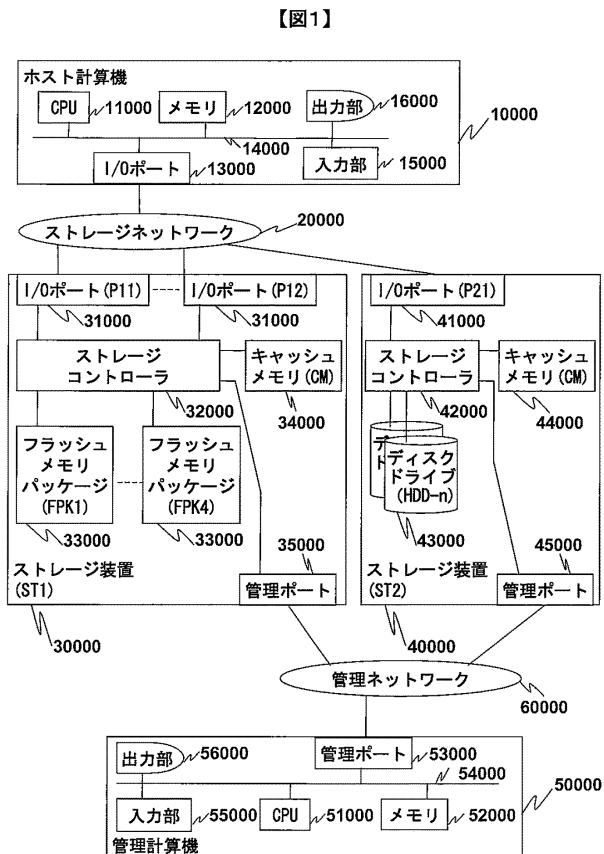 【図1】
ホスト計算機
CPU 11000 メモリ 12000 出力部 16000
10000
14000
I/Oポート 13000 入力部 15000
ストレージネットワーク 20000
I/Oポート(P11) I/Oポート(P12) I/Oポート(P21)
31000 31000 41000
ストレージ
コントローラ
キャッシュ
メモリ(CM)
ストレージ
コントローラ
キャッシュ
メモリ(CM)
32000 34000 42000 44000
フラッシュ
メモリ
パッケージ
(FPK1)
フラッシュ
メモリ
パッケージ
(FPK4)
デ
ト
ディスク
ドライブ
(HDD-n)
33000 33000 35000 43000 45000
ストレージ装置
(ST1)
管理ポート
ストレージ装置
(ST2)
管理ポート
30000 40000
管理ネットワーク
60000
出力部 56000 管理ポート 53000
54000
50000
入力部 55000 CPU 51000 メモリ 52000
管理計算機